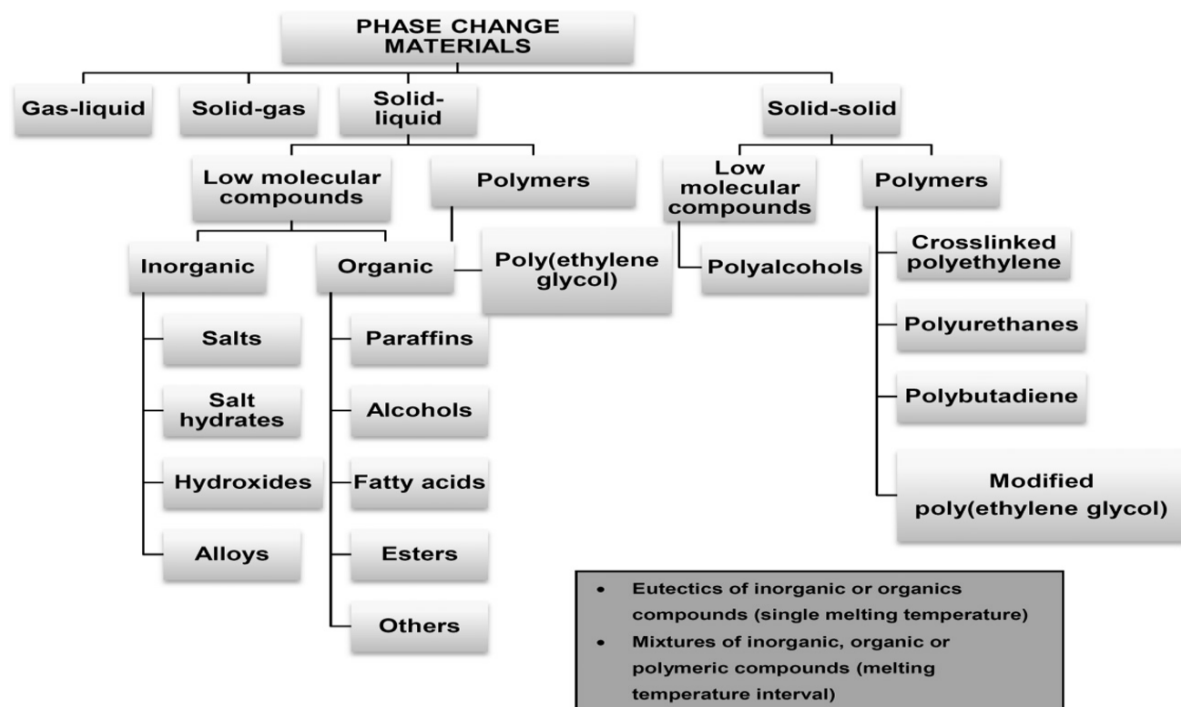 PHASE CHANGE
MATERIALS
Gas-liquid
Solid-gas
Solid-
liquid
Solid-solid
Low molecular
compounds
Polymers
Low
molecular
compounds
Polymers
Inorganic
Organic
Poly(ethylene
glycol)
Polyalcohols
Crosslinked
polyethylene
Salts
Paraffins
Polyurethanes
Salt
hydrates
Alcohols
Polybutadiene
Hydroxides
Fatty acids
Modified
poly(ethylene glycol)
Alloys
Esters
Others
• Eutectics of inorganic or organics
compounds (single melting temperature)
• Mixtures of inorganic, organic or
polymeric compounds (melting
temperature interval)